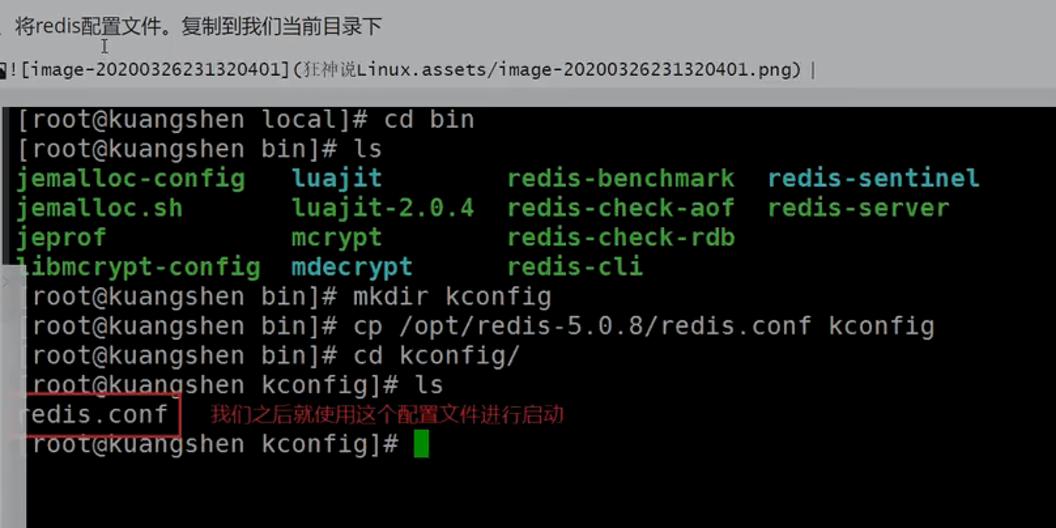 将redis配置文件。复制到我们当前目录下
![image-20200326231320401](狂神说Linux.assets/image-20200326231320401.png)
[root@kuangshen local]# cd bin
[root@kuangshen bin]# ls
jemalloc-config luajit redis-benchmark redis-sentinel
jemalloc.sh luajit-2.0.4 redis-check-aof redis-server
jeprof mcrypt redis-check-rdb
libmcrypt-config mdecrypt redis-cli
[root@kuangshen bin]# mkdir kconfig
[root@kuangshen bin]# cp /opt/redis-5.0.8/redis.conf kconfig
[root@kuangshen bin]# cd kconfig/
[root@kuangshen kconfig]# ls
redis.conf 我们之后就使用这个配置文件进行启动
[root@kuangshen kconfig]#